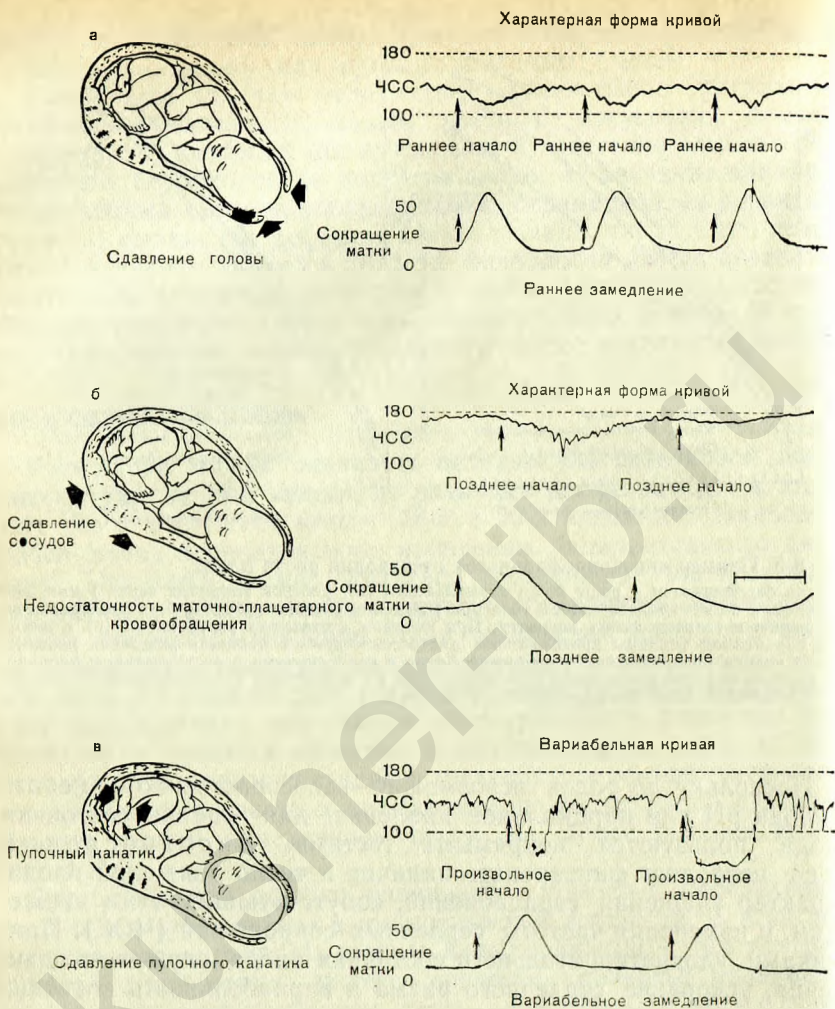 а
Характерная форма кривой
180
ЧСС
100
Раннее начало Раннее начало Раннее начало
50
Сокращение
матки
0
Сдавление головы
Раннее замедление
б
Характерная форма кривой
180
ЧСС
100
Позднее начало Позднее начало
Сдавление
сосудов
50
Сокращение
матки
0
Недостаточность маточно-плацетарного
кровообращения
Позднее замедление
в
Вариабельная кривая
180
ЧСС
100
Пупочный канатик
Произвольное
начало
Произвольное
начало
50
Сокращение
матки
0
Сдавление пупочного канатика
Вариабельное замедление
kusher-lib.ru